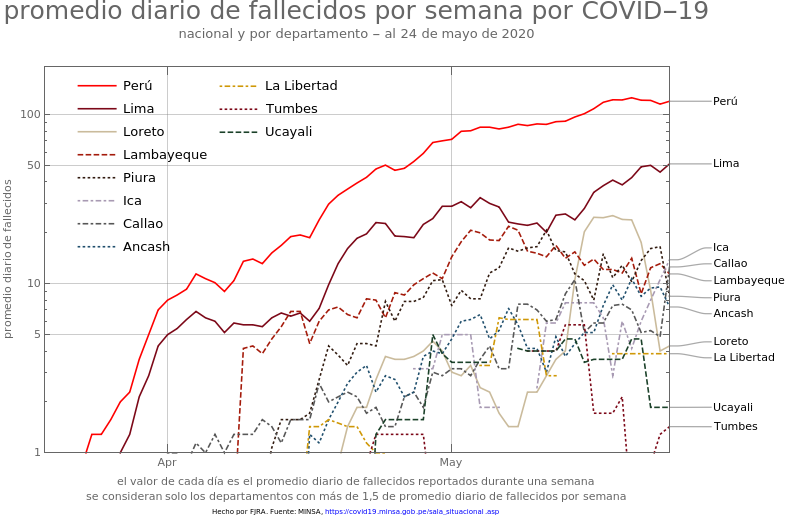 promedio diario de fallecidos por semana por COVID−19
nacional y por departamento − al 24 de mayo de 2020
promedio diario de fallecidos
100
50
10
5
1
Apr
May
Perú
Lima
Loreto
Lambayeque
Piura
Ica
Callao
Ancash
La Libertad
Tumbes
Ucayali
Perú
Lima
Ica
Callao
Lambayeque
Piura
Ancash
Loreto
La Libertad
Ucayali
Tumbes
el valor de cada día es el promedio diario de fallecidos reportados durante una semana
se consideran solo los departamentos con más de 1,5 de promedio diario de fallecidos por semana
Hecho por FJRA. Fuente: MINSA, https://covid19.minsa.gob.pe/sala_situacional .asp